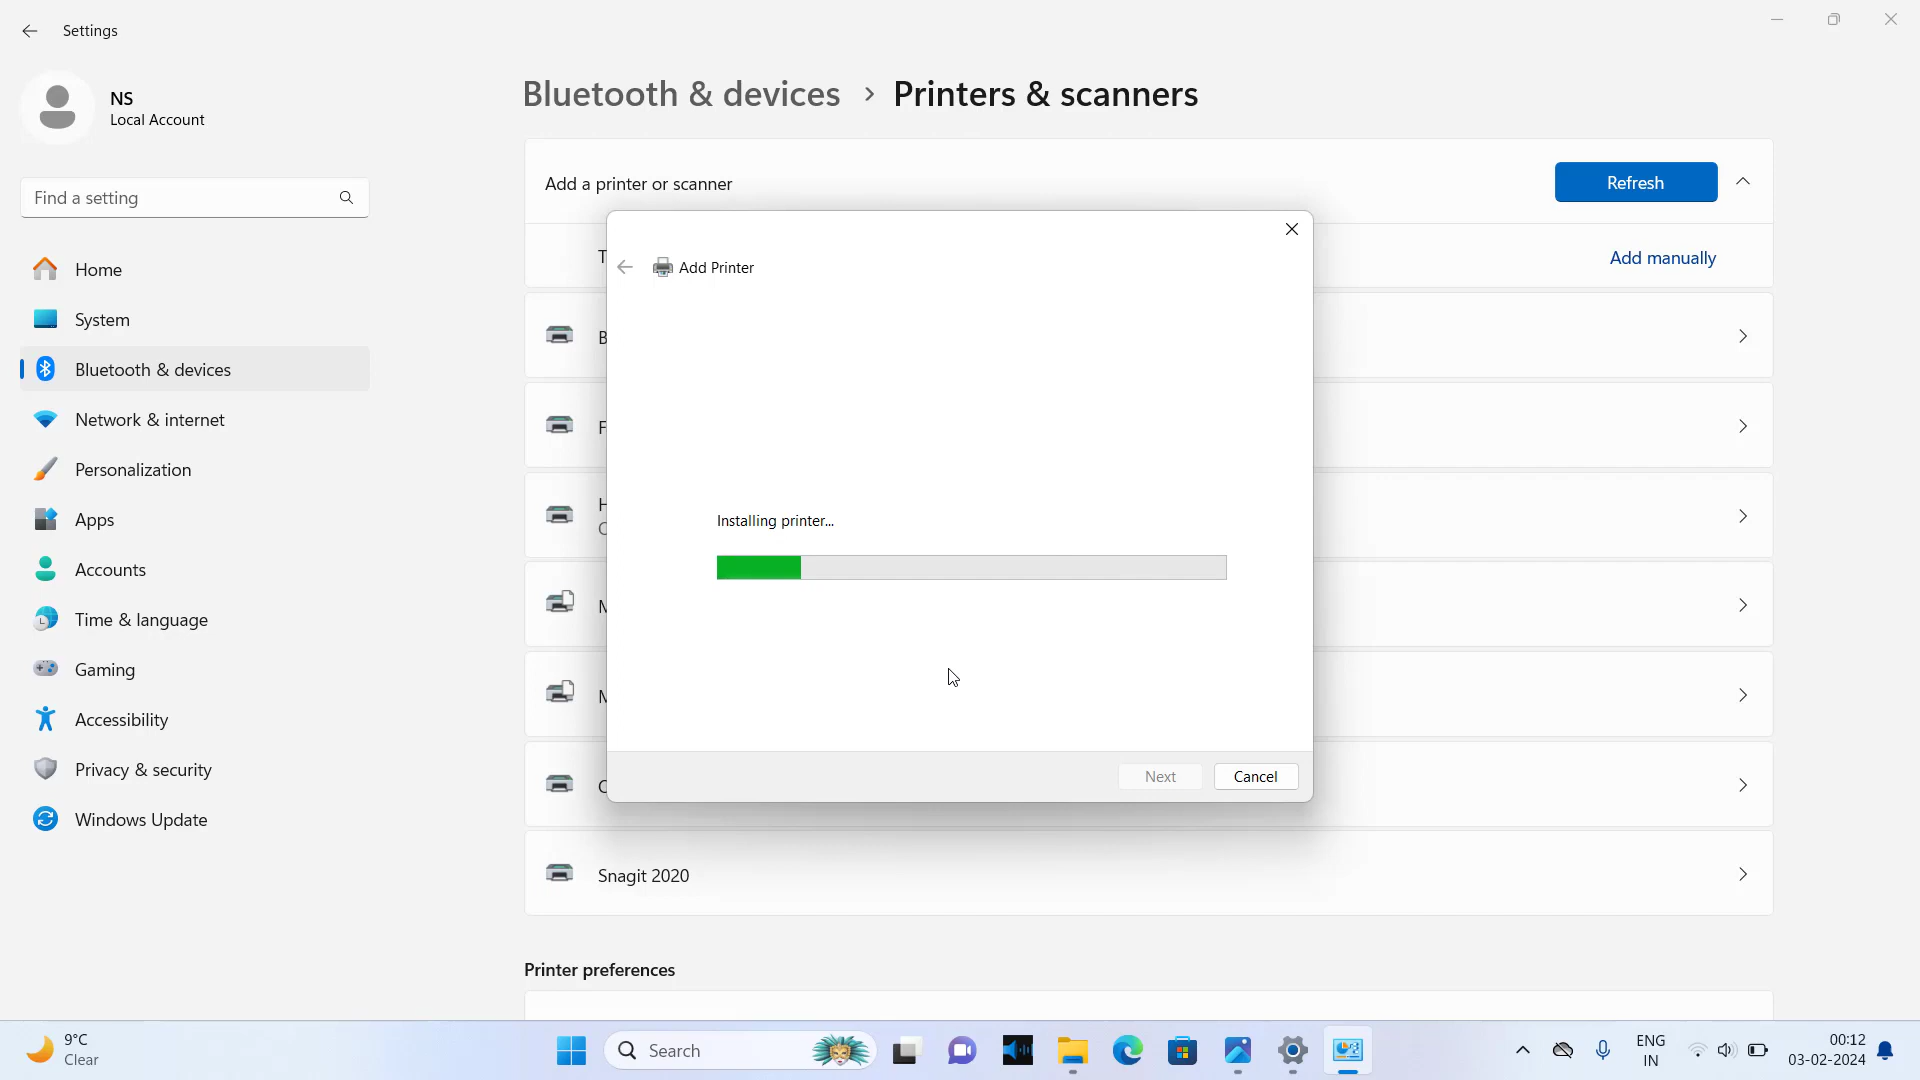 Settings
NS
Local Account
Find a setting
Home
System
Bluetooth & devices
Network & internet
Personalization
Apps
Accounts
Time & language
Gaming
Accessibility
Privacy & security
Windows Update
Bluetooth & devices > Printers & scanners
Add a printer or scanner
Refresh
T
Add manually
B
F
H
C
M
M
O
Snagit 2020
Printer preferences
Add Printer
Installing printer...
Next
Cancel
9°C
Clear
Search
ENG
IN
00:12
03-02-2024